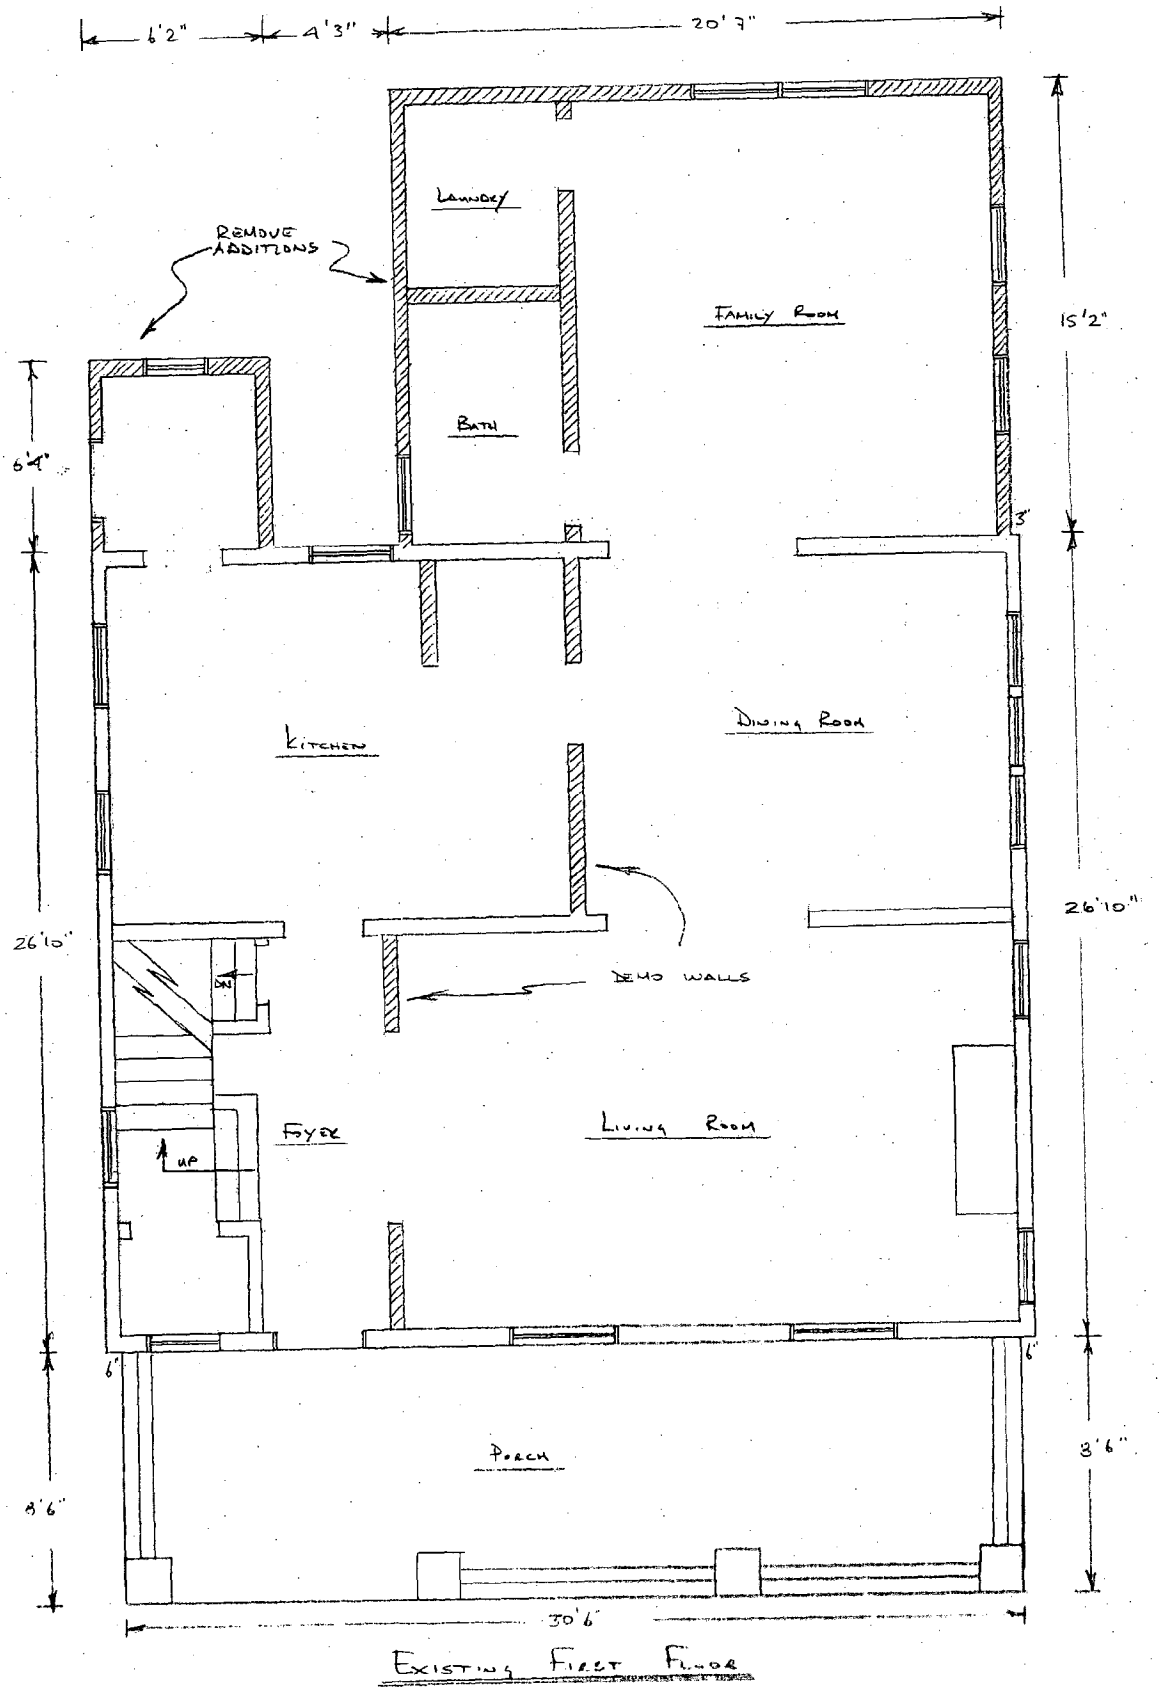 6'2" 4'3" 20'7"
LAUNDRY
REMOVE
ADDITIONS
FAMILY ROOM
15'2"
BATH
6'4"
3"
DINING ROOM
KITCHEN
26'10"
26'10"
DEMO WALLS
FOYER
LIVING ROOM
UP
6"
6"
PORCH
8'6"
8'6"
30'6"
EXISTING FIRST FLOOR